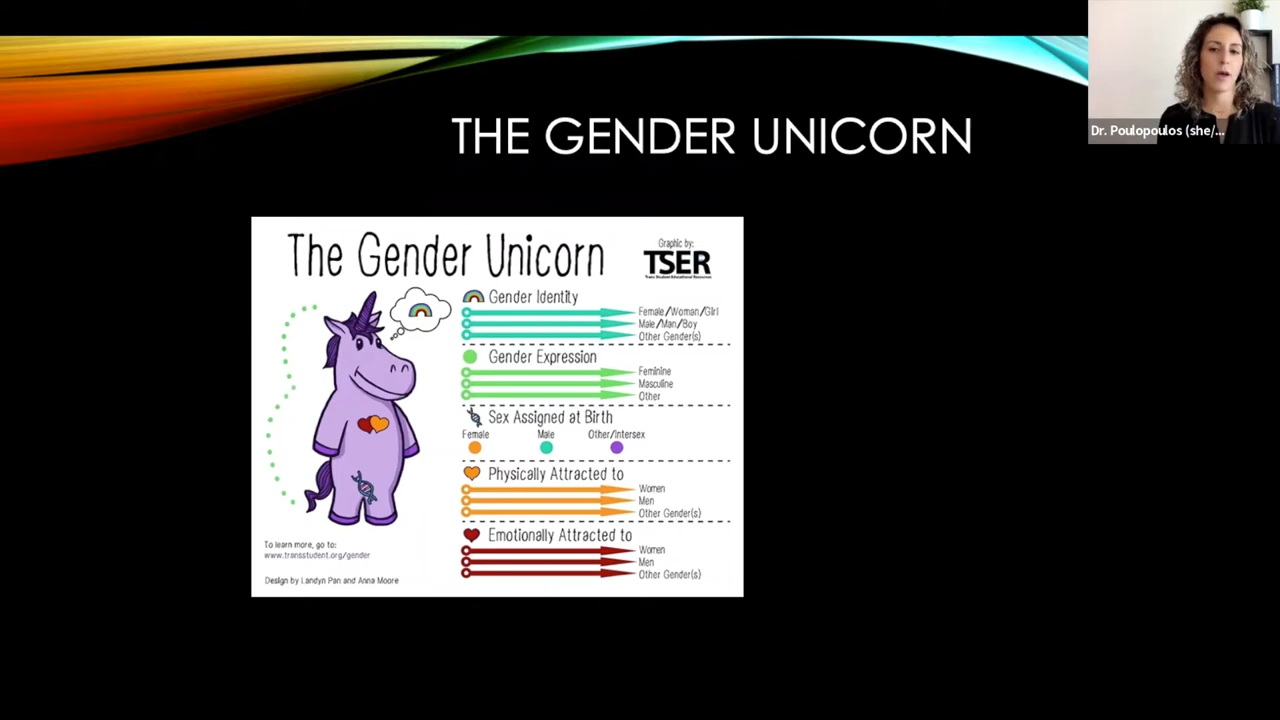 Dr. Poulopoulos (she/...
THE GENDER UNICORN
The Gender Unicorn
Graphic by:
TSER
Trans Student Educational Resources
Gender Identity
Female/Woman/Girl
Male/Man/Boy
Other Gender(s)
Gender Expression
Feminine
Masculine
Other
Sex Assigned at Birth
Female Male Other/Intersex
Physically Attracted to
Women
Men
Other Gender(s)
Emotionally Attracted to
Women
Men
Other Gender(s)
To learn more, go to:
www.transstudent.org/gender
Design by Landyn Pan and Anna Moore